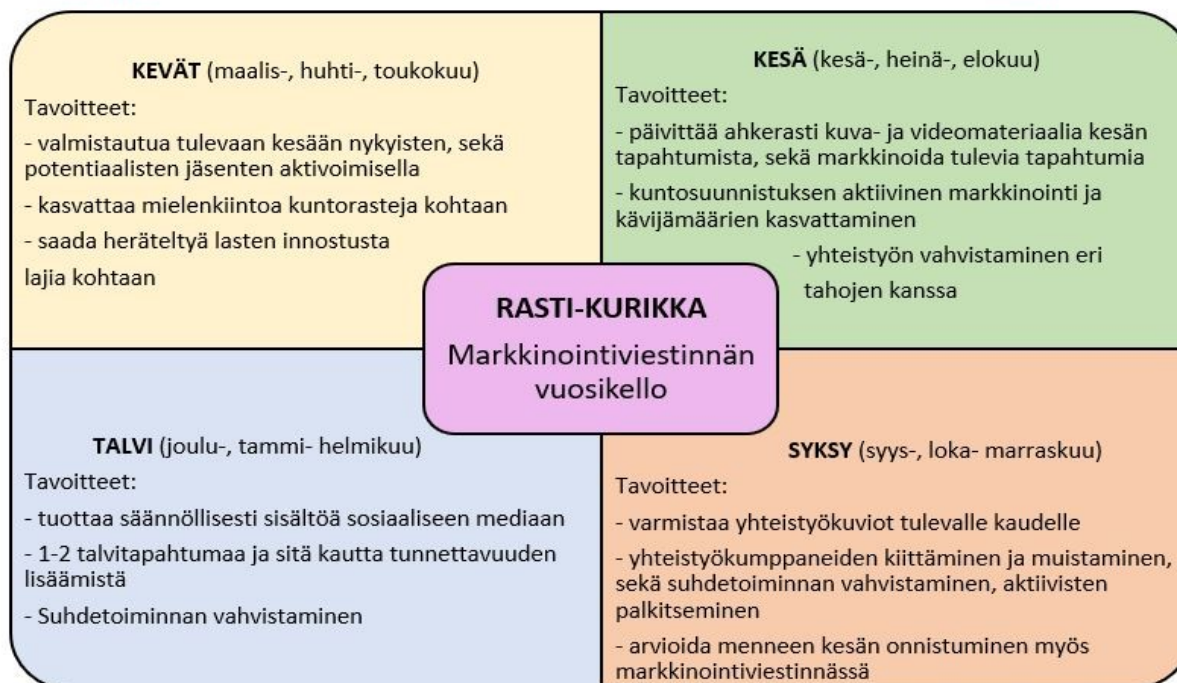 KEVÄT (maalis-, huhti-, toukokuu)
Tavoitteet:
- valmistautua tulevaan kesään nykyisten, sekä
potentiaalisten jäsenten aktivoimisella
- kasvattaa mielenkiintoa kuntorasteja kohtaan
- saada heräteltyä lasten innostusta
lajia kohtaan
KESÄ (kesä-, heinä-, elokuu)
Tavoitteet:
- päivittää ahkerasti kuva- ja videomateriaalia kesän
tapahtumista, sekä markkinoida tulevia tapahtumia
- kuntosuunnistuksen aktiivinen markkinointi ja
kävijämäärien kasvattaminen
- yhteistyön vahvistaminen eri
tahojen kanssa
RASTI-KURIKKA
Markkinointiviestinnän
vuosikello
TALVI (joulu-, tammi- helmikuu)
Tavoitteet:
- tuottaa säännöllisesti sisältöä sosiaaliseen mediaan
- 1-2 talvitapahtumaa ja sitä kautta tunnettavuuden
lisäämistä
- Suhdetoiminnan vahvistaminen
SYKSY (syys-, loka- marraskuu)
Tavoitteet:
- varmistaa yhteistyökuviot tulevalle kaudelle
- yhteistyökumppaneiden kiittäminen ja muistaminen,
sekä suhdetoiminnan vahvistaminen, aktiivisten
palkitseminen
- arvioida menneen kesän onnistuminen myös
markkinointiviestinnässä